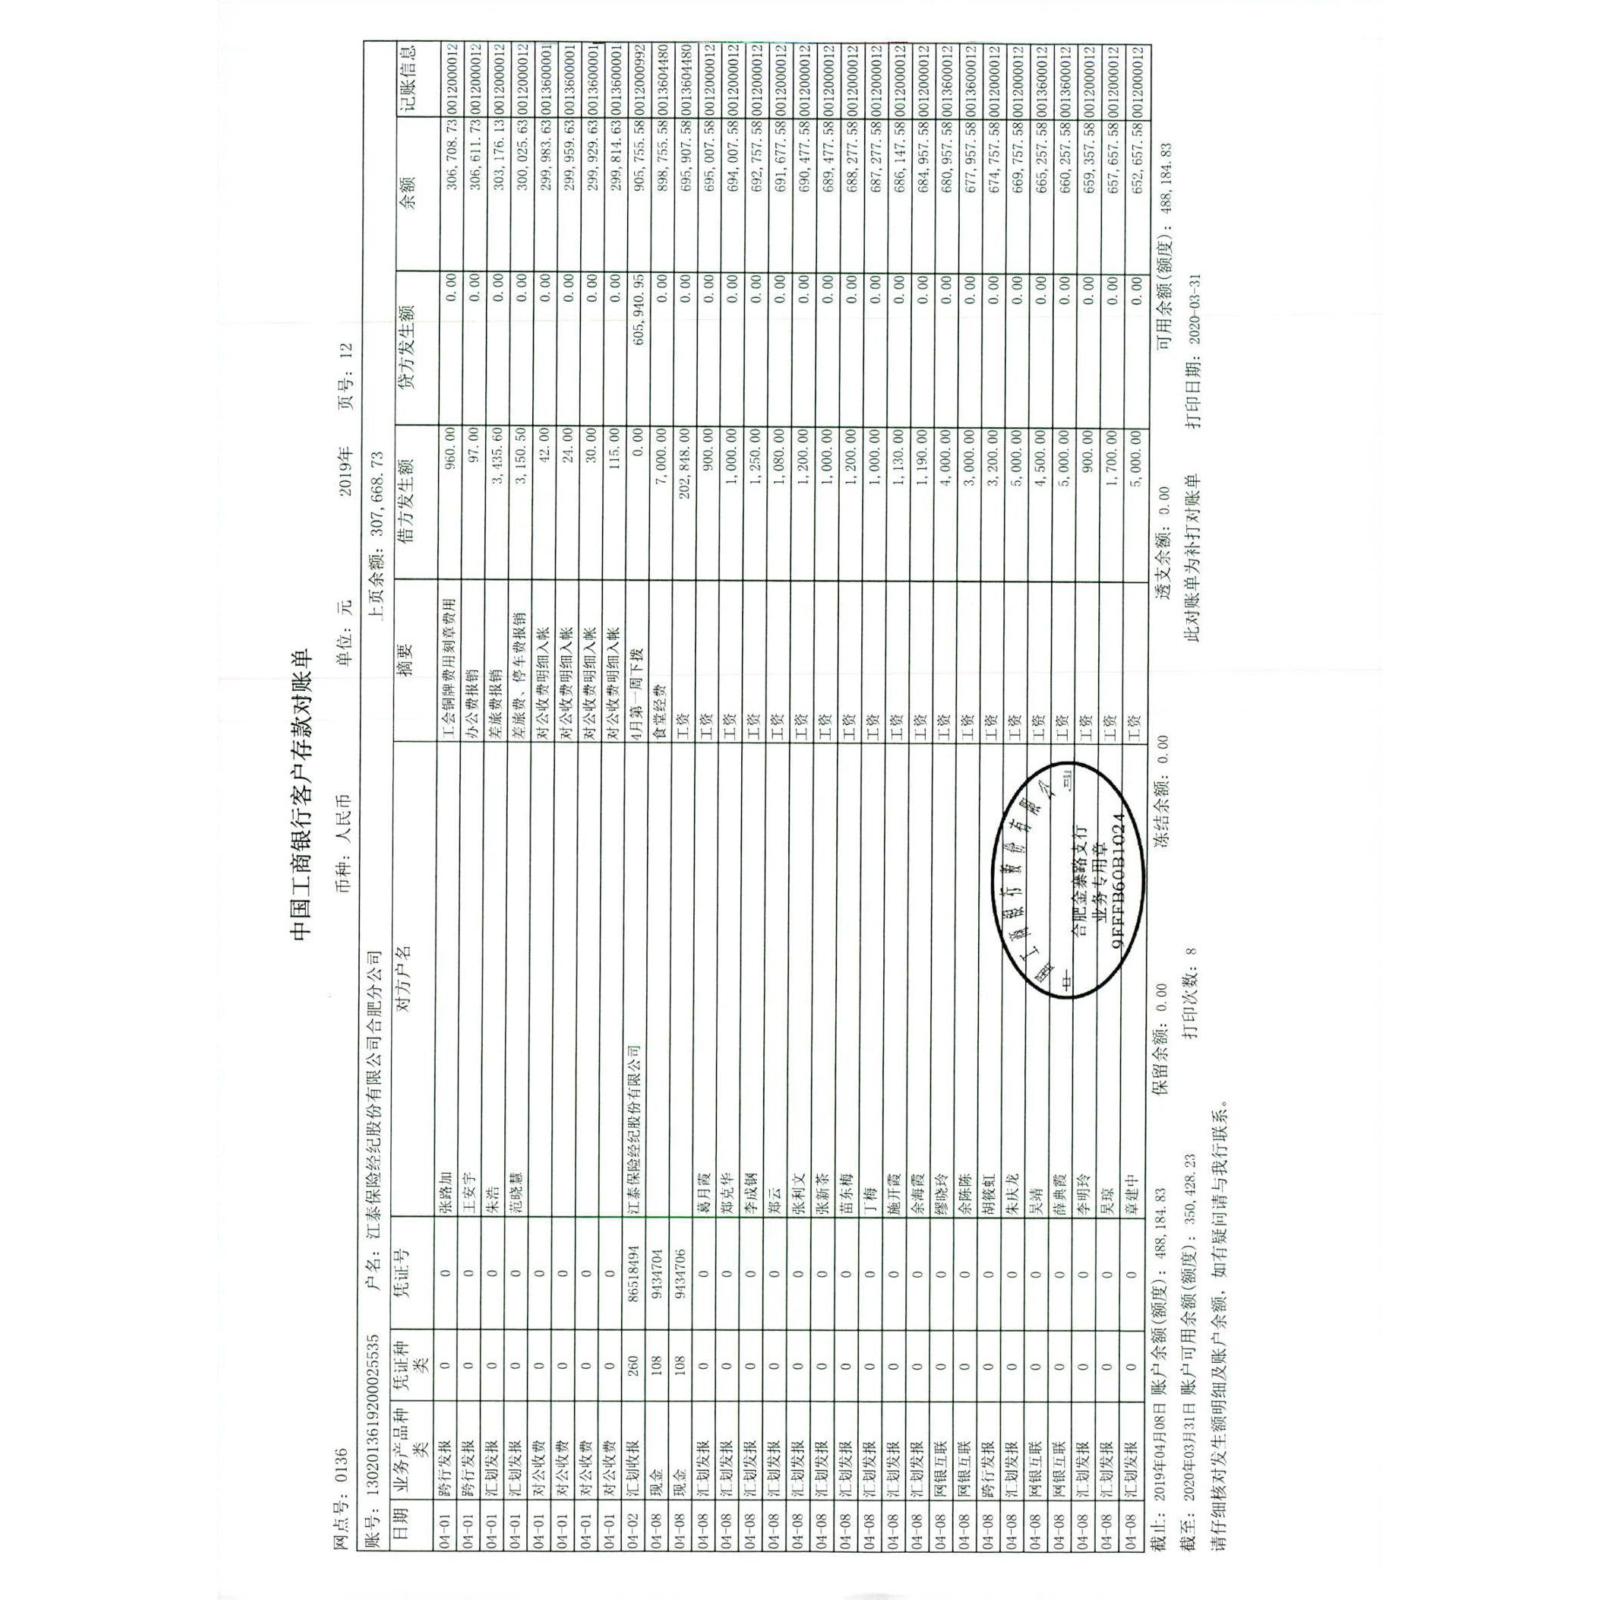 中国工商银行客户存款对账单
网点号: 0136 币种: 人民币 单位: 元 2019年 页号: 12
账号: 1302013619200025535 户名: 江泰保险经纪股份有限公司合肥分公司 上页余额: 307,668.73
日期 业务产品种类 凭证种类 凭证号 对方户名 摘要 借方发生额 贷方发生额 余额 记账信息
04-01 跨行发报 0 0 张路加 工会铜牌费用刻章费用 960.00 0.00 306,708.73 0012000012
04-01 跨行发报 0 0 王安宇 办公费报销 97.00 0.00 306,611.73 0012000012
04-01 汇划发报 0 0 朱浩 差旅费报销 3,435.60 0.00 303,176.13 0012000012
04-01 汇划发报 0 0 范晓慧 差旅费、停车费报销 3,150.50 0.00 300,025.63 0012000012
04-01 对公收费 0 0 对公收费明细入帐 42.00 0.00 299,983.63 0013600001
04-01 对公收费 0 0 对公收费明细入帐 24.00 0.00 299,959.63 0013600001
04-01 对公收费 0 0 对公收费明细入帐 30.00 0.00 299,929.63 0013600001
04-01 对公收费 0 0 对公收费明细入帐 115.00 0.00 299,814.63 0013600001
04-02 汇划收报 260 86518494 江泰保险经纪股份有限公司 4月第一周下拨 0.00 605,940.95 905,755.58 0012000992
04-08 现金 108 9434704 食堂经费 7,000.00 0.00 898,755.58 0013604480
04-08 现金 108 9434706 工资 202,848.00 0.00 695,907.58 0013604480
04-08 汇划发报 0 0 葛月霞 工资 900.00 0.00 695,007.58 0012000012
04-08 汇划发报 0 0 郑克华 工资 1,000.00 0.00 694,007.58 0012000012
04-08 汇划发报 0 0 李成钢 工资 1,250.00 0.00 692,757.58 0012000012
04-08 汇划发报 0 0 郑云 工资 1,080.00 0.00 691,677.58 0012000012
04-08 汇划发报 0 0 张利文 工资 1,200.00 0.00 690,477.58 0012000012
04-08 汇划发报 0 0 张新茶 工资 1,000.00 0.00 689,477.58 0012000012
04-08 汇划发报 0 0 苗东梅 工资 1,200.00 0.00 688,277.58 0012000012
04-08 汇划发报 0 0 丁梅 工资 1,000.00 0.00 687,277.58 0012000012
04-08 汇划发报 0 0 施开霞 工资 1,130.00 0.00 686,147.58 0012000012
04-08 汇划发报 0 0 余海霞 工资 1,190.00 0.00 684,957.58 0012000012
04-08 网银互联 0 0 缪晓玲 工资 4,000.00 0.00 680,957.58 0013600012
04-08 网银互联 0 0 余陈陈 工资 3,000.00 0.00 677,957.58 0013600012
04-08 跨行发报 0 0 胡筱虹 工资 3,200.00 0.00 674,757.58 0012000012
04-08 汇划发报 0 0 朱庆龙 工资 5,000.00 0.00 669,757.58 0012000012
04-08 网银互联 0 0 吴靖 工资 4,500.00 0.00 665,257.58 0013600012
04-08 网银互联 0 0 薛典霞 工资 5,000.00 0.00 660,257.58 0013600012
04-08 汇划发报 0 0 李明玲 工资 900.00 0.00 659,357.58 0012000012
04-08 汇划发报 0 0 吴琼 工资 1,700.00 0.00 657,657.58 0012000012
04-08 汇划发报 0 0 章建中 工资 5,000.00 0.00 652,657.58 0012000012
中国工商银行股份有限公司
合肥金寨路支行
业务专用章
9FFFB60B1024
截止: 2019年04月08日 账户余额(额度): 488,184.83 保留余额: 0.00 冻结余额: 0.00 透支余额: 0.00 可用余额(额度): 488,184.83
截至: 2020年03月31日 账户可用余额(额度): 350,428.23 打印次数: 8 此对账单为补打对账单 打印日期: 2020-03-31
请仔细核对发生额明细及账户余额, 如有疑问请与我行联系。